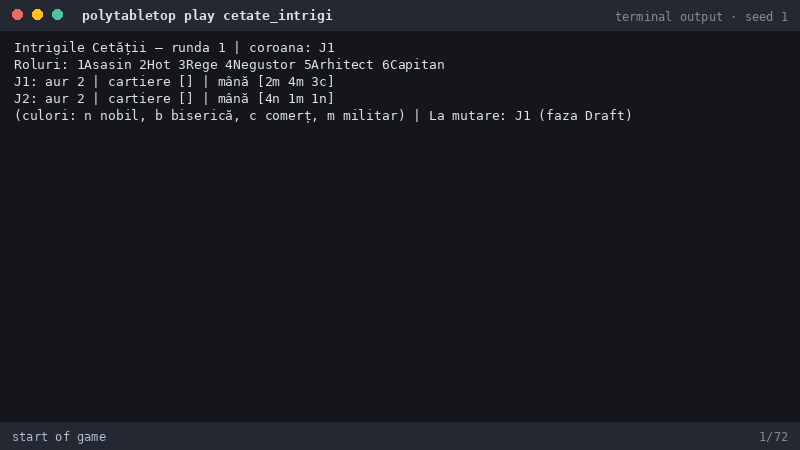 polytabletop play cetate_intrigi
terminal output · seed 1
Intrigile Cetății — runda 1 | coroana: J1
Roluri: 1Asasin 2Hot 3Rege 4Negustor 5Arhitect 6Capitan
J1: aur 2 | cartiere [] | mână [2m 4m 3c]
J2: aur 2 | cartiere [] | mână [4n 1m 1n]
(culori: n nobil, b biserică, c comerț, m militar) | La mutare: J1 (faza Draft)
start of game
1/72